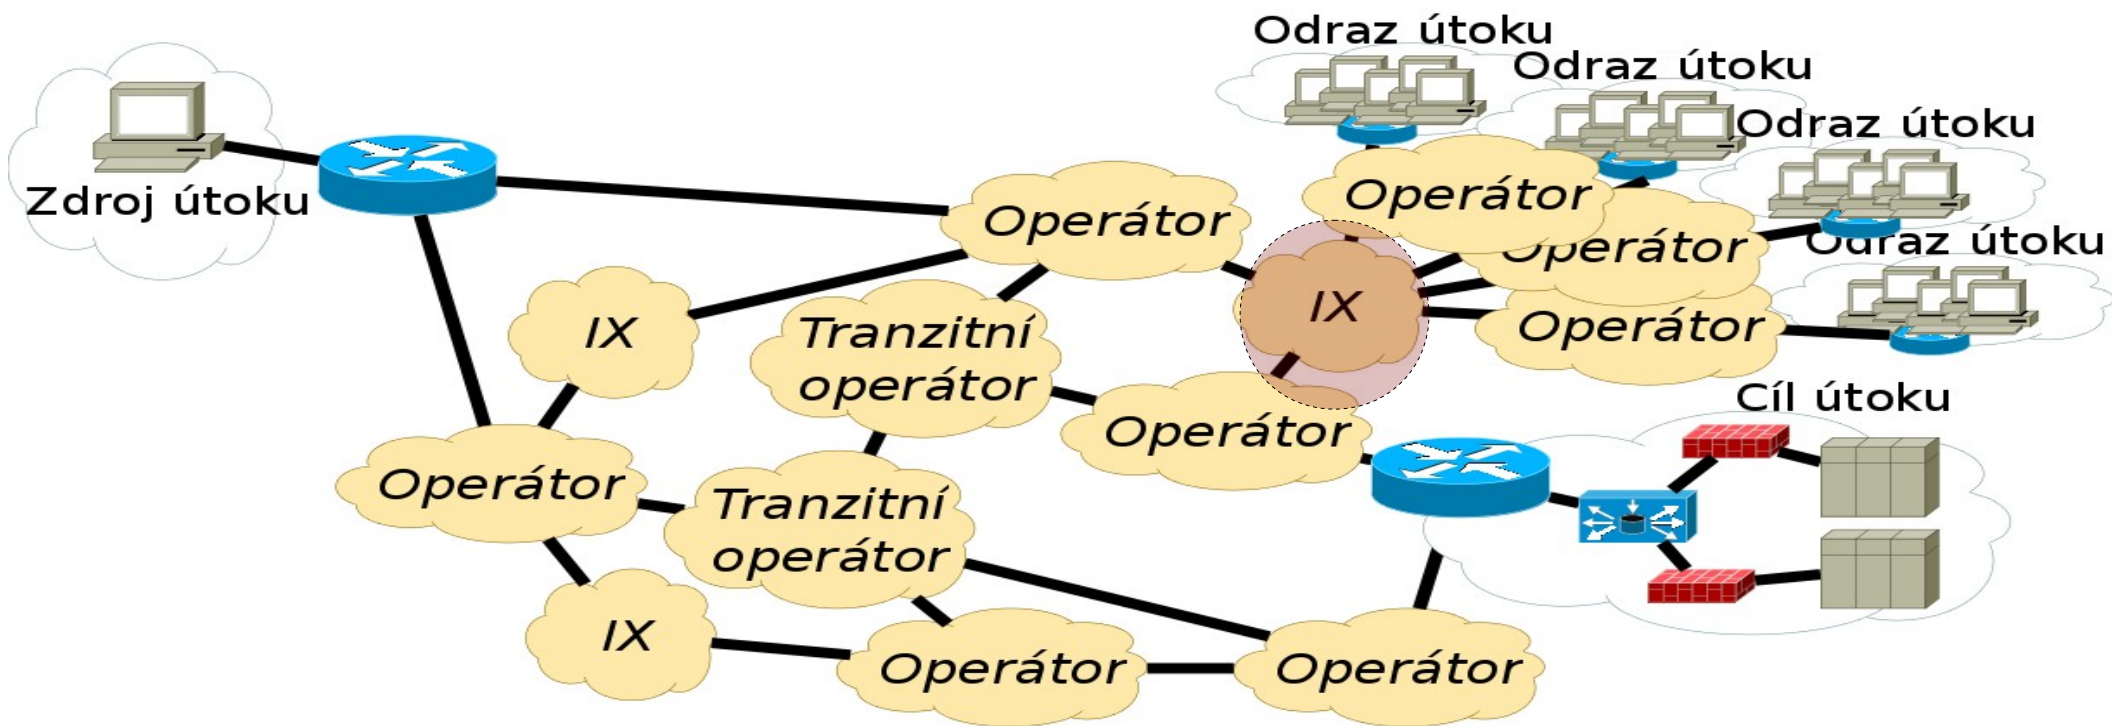 Odraz útoku
Odraz útoku
Odraz útoku
Zdroj útoku
Operátor
Operátor
Operátor
Odraz útoku
IX
IX
Tranzitní
operátor
Operátor
Cíl útoku
Operátor
Operátor
Tranzitní
operátor
IX
Operátor
Operátor